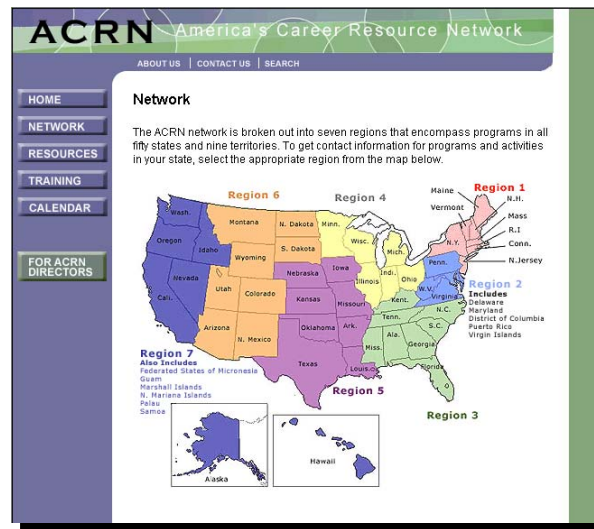 ACRN America's Career Resource Network
ABOUT US | CONTACT US | SEARCH
HOME
NETWORK
RESOURCES
TRAINING
CALENDAR
FOR ACRN
DIRECTORS
Network
The ACRN network is broken out into seven regions that encompass programs in all
fifty states and nine territories. To get contact information for programs and activities
in your state, select the appropriate region from the map below.
Region 6
Region 4
Region 1
Maine
Vermont
N.H.
Mass
R.I
Conn.
N.Jersey
N.Y.
Wash.
Oregon
Idaho
Nevada
Cali.
Montana
Wyoming
Utah
Colorado
Arizona
N. Mexico
N. Dakota
S. Dakota
Minn.
Wisc.
Mich.
Illinois
Indi.
Ohio
Nebraska
Iowa
Kansas
Missouri
Oklahoma
Ark.
Texas
Louis.
Penn.
W.V.
Virginia
Kent.
Tenn.
N.C.
S.C.
Miss.
Ala.
Georgia
Florida
Region 2
Includes
Delaware
Maryland
District of Columbia
Puerto Rico
Virgin Islands
Region 7
Also Includes
Federated States of Micronesia
Guam
Marshall Islands
N. Mariana Islands
Palau
Samoa
Region 5
Region 3
Alaska
Hawaii